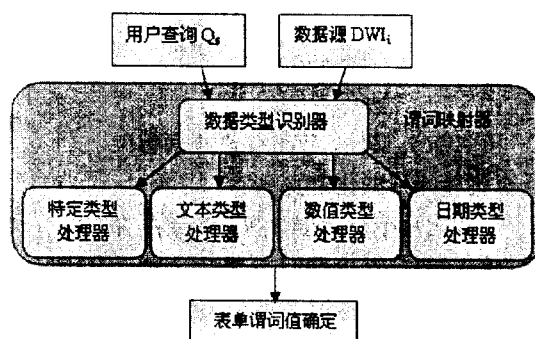 用户查询 Qs
数据源 DWIi
数据类型识别器
谓词映射器
特定类型
处理器
文本类型
处理器
数值类型
处理器
日期类型
处理器
表单谓词值确定